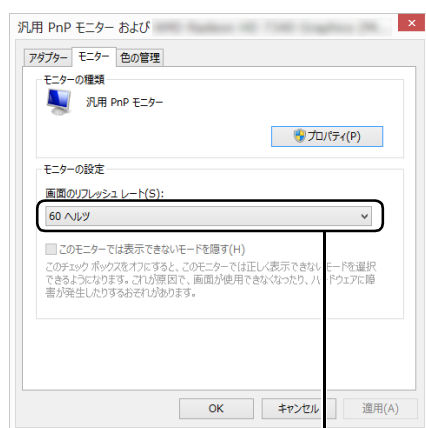 汎用 PnP モニター および
アダプター モニター 色の管理
モニターの種類
汎用 PnP モニター
プロパティ(P)
モニターの設定
画面のリフレッシュ レート(S):
60 ヘルツ
このモニターでは表示できないモードを隠す(H)
このチェック ボックスをオフにすると、このモニターでは正しく表示できないモードを選択
できるようになります。これが原因で、画面が使用できなくなったり、ハードウェアに障
害が発生したりするおそれがあります。
OK キャンセル 適用(A)